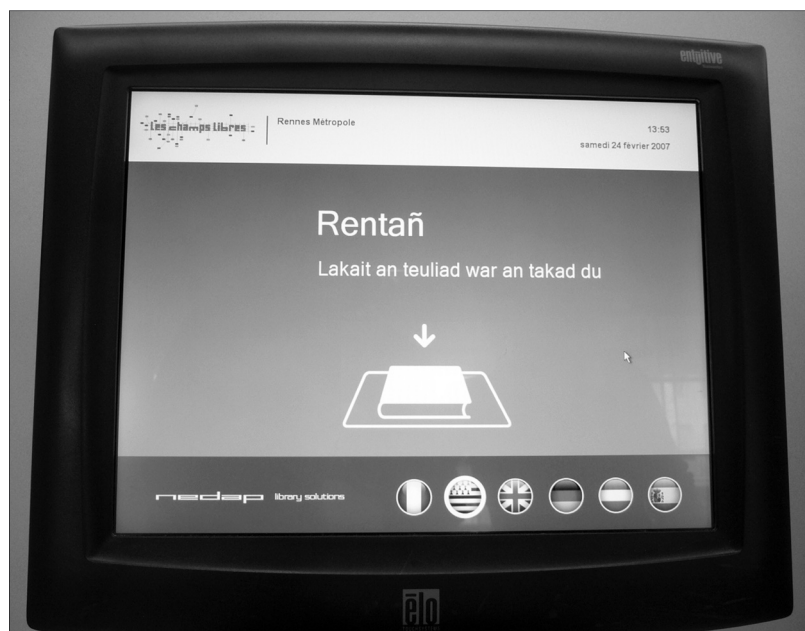 entuitive
Les champs Libres
Rennes Métropole
13:53
samedi 24 février 2007
Rentañ
Lakait an teuliad war an takad du
nedap library solutions
elo